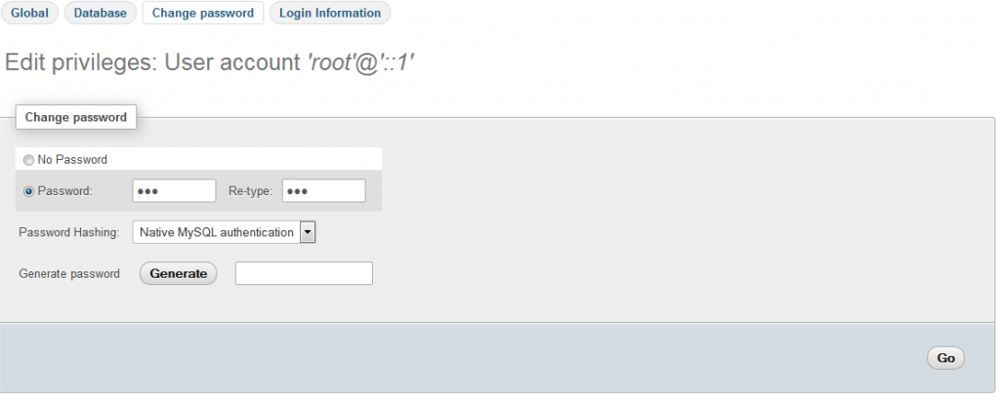 Global Database Change password Login Information
Edit privileges: User account 'root'@'::1'
Change password
No Password
Password: ●●● Re-type: ●●●
Password Hashing: Native MySQL authentication
Generate password Generate
Go